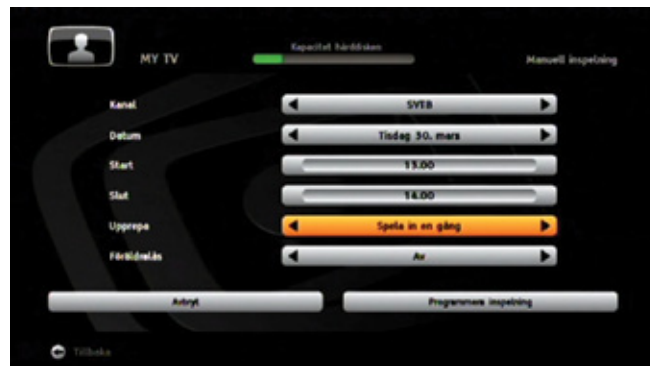 MY TV
Kapacitet hårddisken
Manuell inspelning
Kanal SVTB
Datum Tisdag 30. mars
Start 13.00
Slut 14.00
Upprepa Spela in en gång
Föräldralås Av
Avbryt Programmera inspelning
Tillbaka